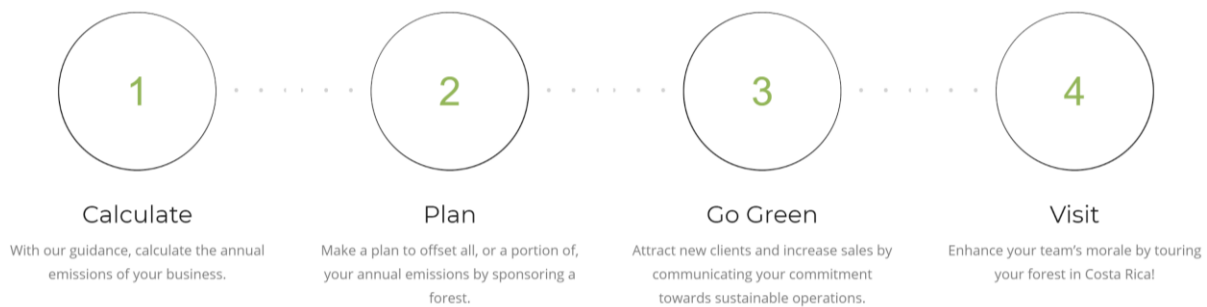 1
2
3
4
Calculate
With our guidance, calculate the annual
emissions of your business.
Plan
Make a plan to offset all, or a portion of,
your annual emissions by sponsoring a
forest.
Go Green
Attract new clients and increase sales by
communicating your commitment
towards sustainable operations.
Visit
Enhance your team’s morale by touring
your forest in Costa Rica!